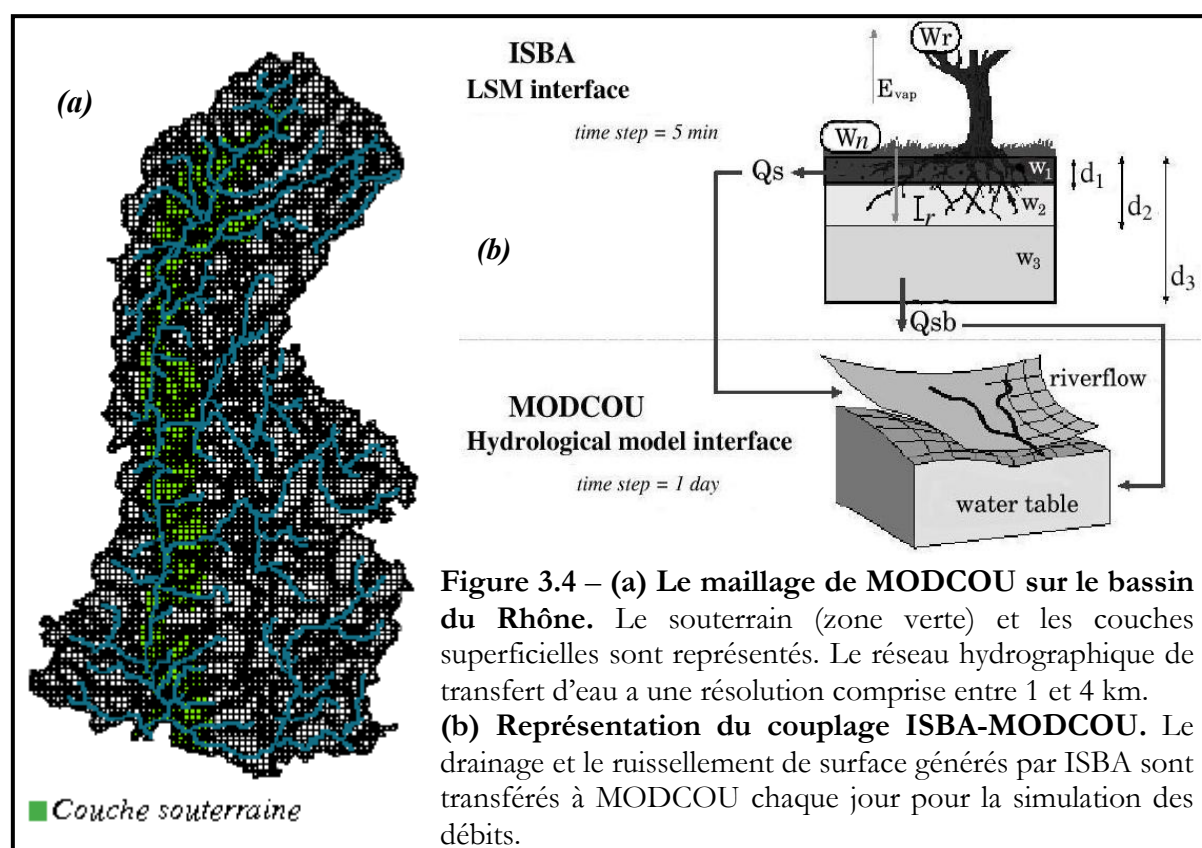 (a)
Couche souterraine
ISBA
LSM interface
time step = 5 min
Wr
Evap
Wn
Qs
w1
d1
Ir
w2
d2
(b)
w3
d3
Qsb
riverflow
MODCOU
Hydrological model interface
time step = 1 day
water table
Figure 3.4 – (a) Le maillage de MODCOU sur le bassin
du Rhône. Le souterrain (zone verte) et les couches
superficielles sont représentés. Le réseau hydrographique de
transfert d'eau a une résolution comprise entre 1 et 4 km.
(b) Représentation du couplage ISBA-MODCOU. Le
drainage et le ruissellement de surface générés par ISBA sont
transférés à MODCOU chaque jour pour la simulation des
débits.